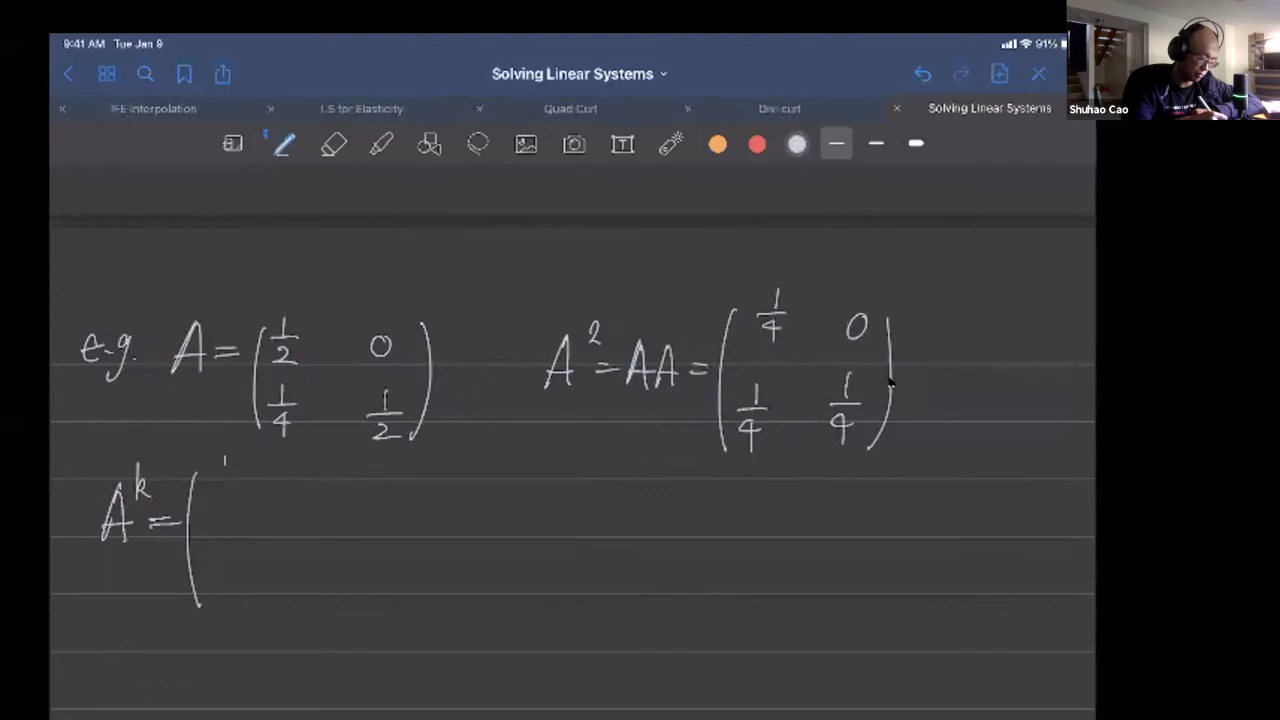 9:41 AM Tue Jan 9
91%
Solving Linear Systems
IFE Interpolation
LS for Elasticity
Quad Curl
Div-curl
Solving Linear Systems
Shuhao Cao
e.g. A = ( 1/2 0
1/4 1/2 )
A² = AA = ( 1/4 0
1/4 1/4 )
A^k = ( 1